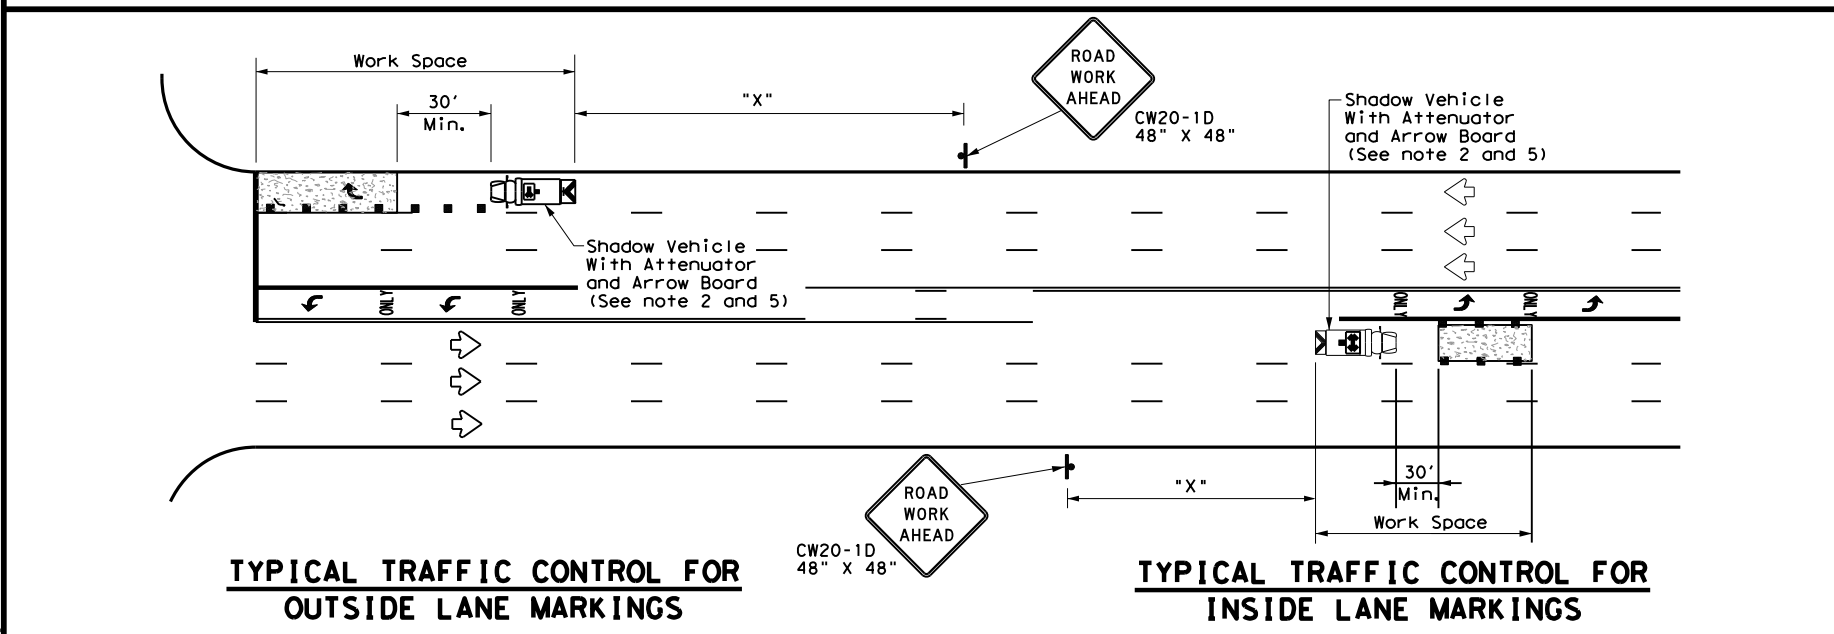 Work Space
30'
Min.
"X"
ROAD
WORK
AHEAD
CW20-1D
48" X 48"
Shadow Vehicle
With Attenuator
and Arrow Board
(See note 2 and 5)
Shadow Vehicle
With Attenuator
and Arrow Board
(See note 2 and 5)
ONLY
ONLY
ONLY
ONLY
ROAD
WORK
AHEAD
CW20-1D
48" X 48"
"X"
30'
Min.
Work Space
TYPICAL TRAFFIC CONTROL FOR
OUTSIDE LANE MARKINGS
TYPICAL TRAFFIC CONTROL FOR
INSIDE LANE MARKINGS